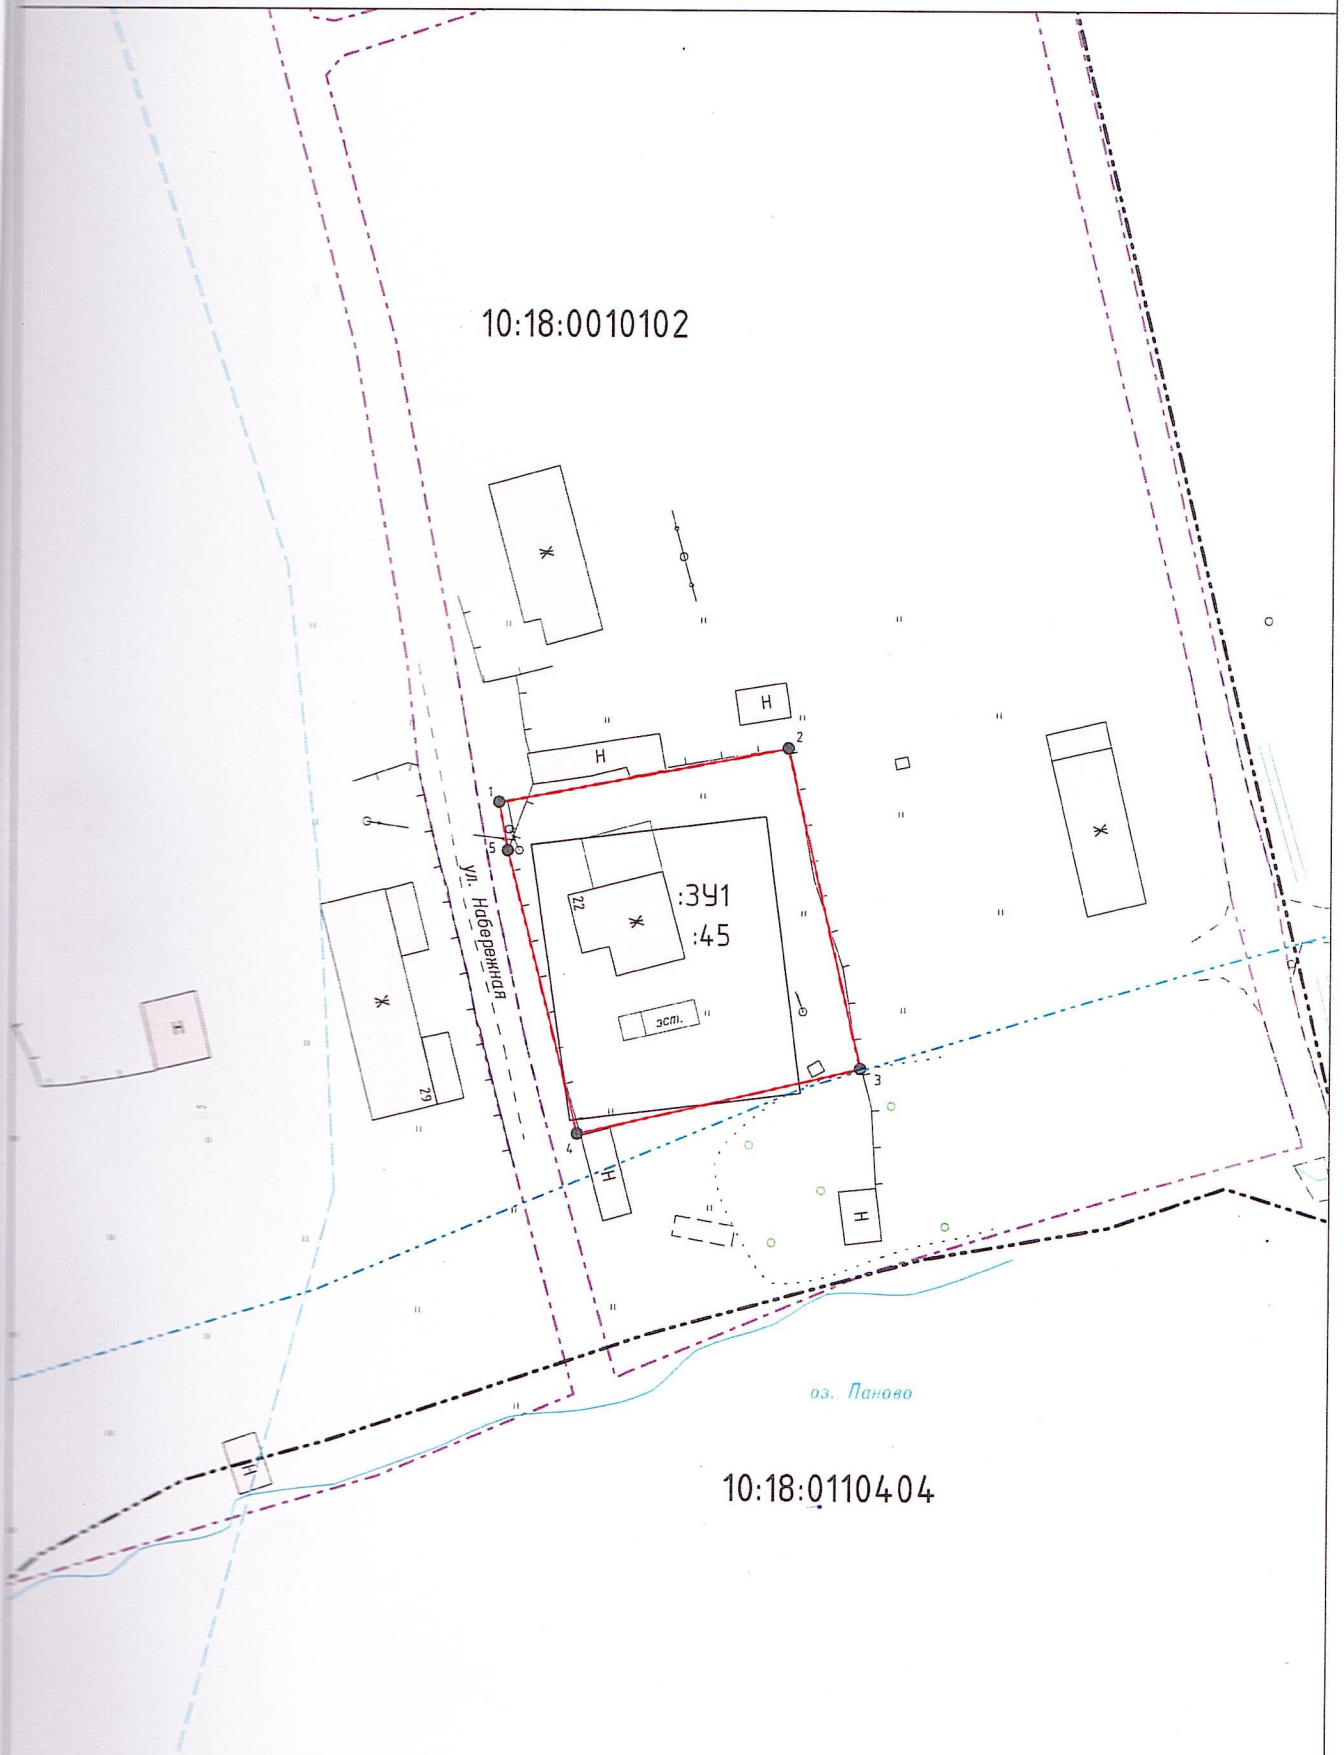 10:18:0010102
Ж
Н
2
Н
1
5
ул. Набережная
22
:ЗУ1
Ж
:45
Ж
Ж
Н
эст.
29
3
4
Н
Н
оз. Паново
Н
10:18:0110404